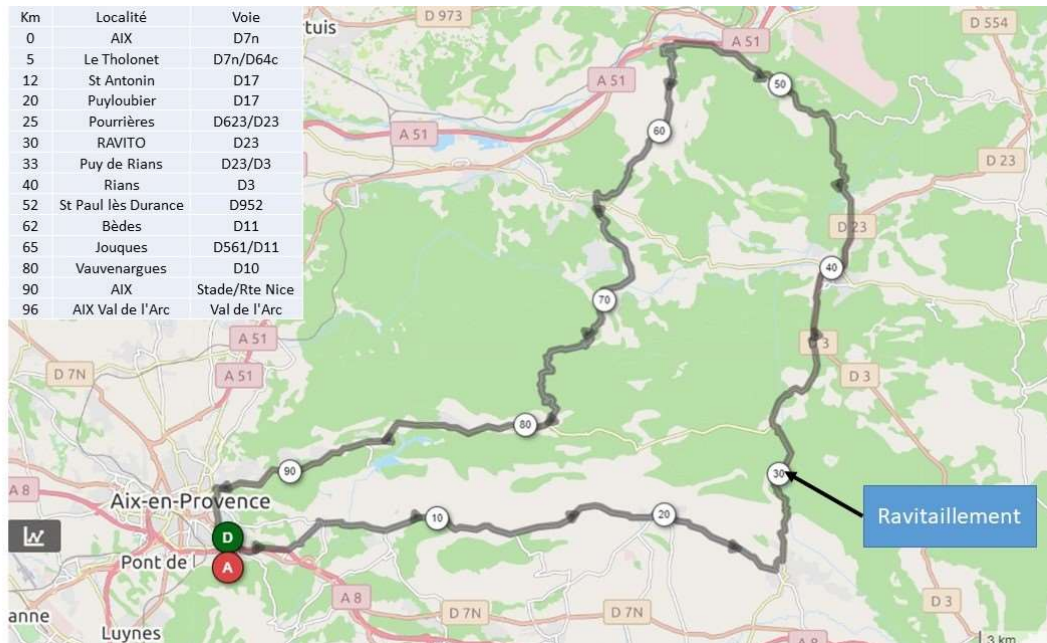 Km Localité Voie
0 AIX D7n
5 Le Tholonet D7n/D64c
12 St Antonin D17
20 Puyloubier D17
25 Pourrières D623/D23
30 RAVITO D23
33 Puy de Rians D23/D3
40 Rians D3
52 St Paul lès Durance D952
62 Bèdes D11
65 Jouques D561/D11
80 Vauvenargues D10
90 AIX Stade/Rte Nice
96 AIX Val de l'Arc Val de l'Arc
tuis
D 973
A 51
D 554
A 51
50
A 51
60
D 23
D 23
40
70
A 51
D 7N
A 51
D 3
D 3
80
90
30
A 8
Aix-en-Provence
10
20
Ravitaillement
D
Pont de l
A
A 8
D 7N
D 7N
D 3
anne
Luynes
A 8
3 km